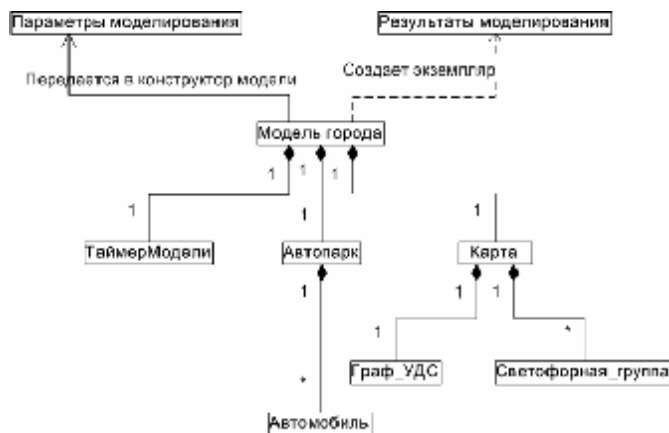 Параметры моделирования
Результаты моделирования
Передается в конструктор модели
Создает экземпляр
Модель города
1
1
1
1
1
1
ТаймерМодели
Автопарк
Карта
1
1
1
1
*
*
Граф_УДС
Светофорная_группа
Автомобиль